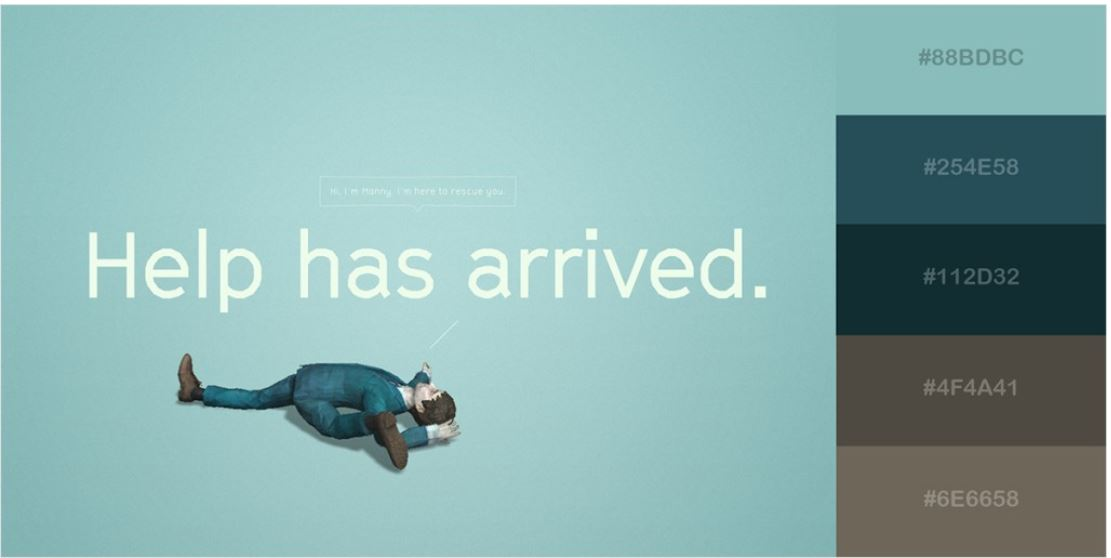 Hi, I'm Manny. I'm here to rescue you.
Help has arrived.
#88BDBC
#254E58
#112D32
#4F4A41
#6E6658